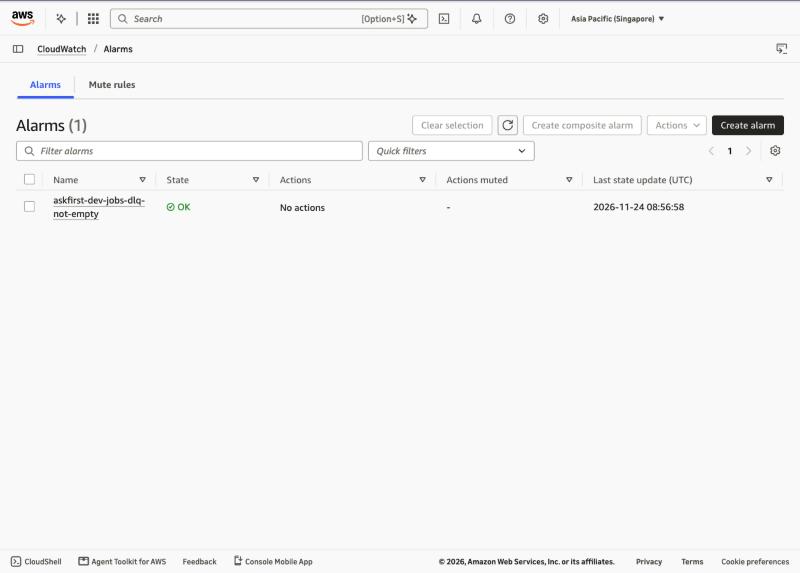 aws
Search [Option+S]
Asia Pacific (Singapore) ▼
CloudWatch / Alarms
Alarms Mute rules
Alarms (1)
Clear selection Create composite alarm Actions Create alarm
Filter alarms Quick filters 1
Name State Actions Actions muted Last state update (UTC)
askfirst-dev-jobs-dlq-
not-empty
OK No actions - 2026-11-24 08:56:58
CloudShell Agent Toolkit for AWS Feedback Console Mobile App © 2026, Amazon Web Services, Inc. or its affiliates. Privacy Terms Cookie preferences